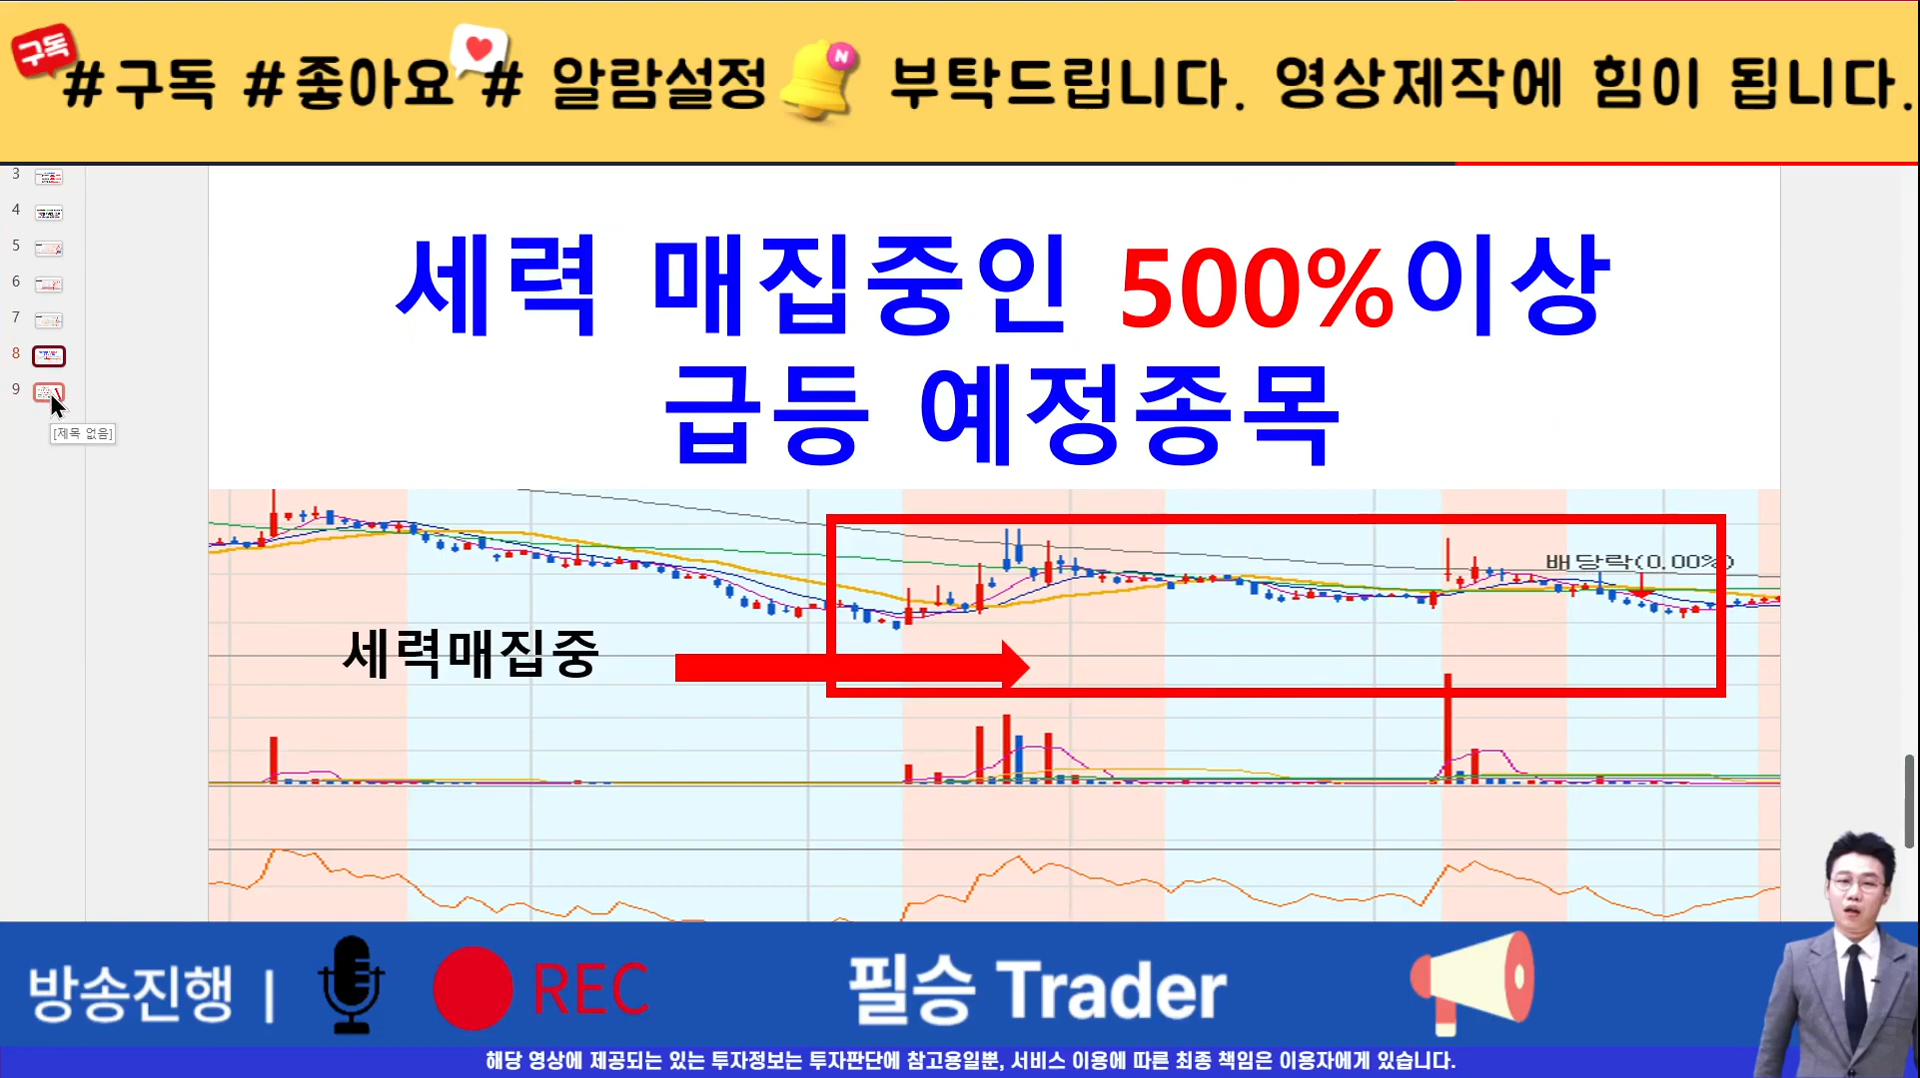 구독
#구독 #좋아요 # 알람설정 N 부탁드립니다. 영상제작에 힘이 됩니다.
3
4
5
6
7
8
9
[제목 없음]
세력 매집중인 500%이상
급등 예정종목
배당락(0.00%)
세력매집중
방송진행 | REC 필승 Trader
해당 영상에 제공되는 있는 투자정보는 투자판단에 참고용일뿐, 서비스 이용에 따른 최종 책임은 이용자에게 있습니다.